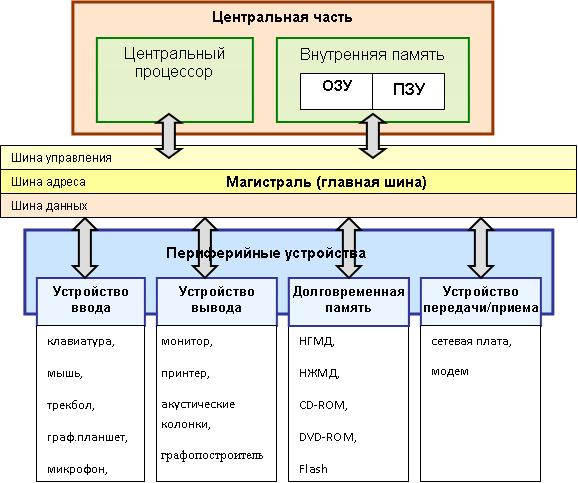 Центральная часть
Центральный
процессор
Внутренняя память
ОЗУ
ПЗУ
Шина управления
Шина адреса
Магистраль (главная шина)
Шина данных
Периферийные устройства
Устройство
ввода
клавиатура,
мышь,
трекбол,
граф.планшет,
микрофон,
Устройство
вывода
монитор,
принтер,
акустические
колонки,
графопостроитель
Долговременная
память
НГМД,
НЖМД,
CD-ROM,
DVD-ROM,
Flash
Устройство
передачи/приема
сетевая плата,
модем